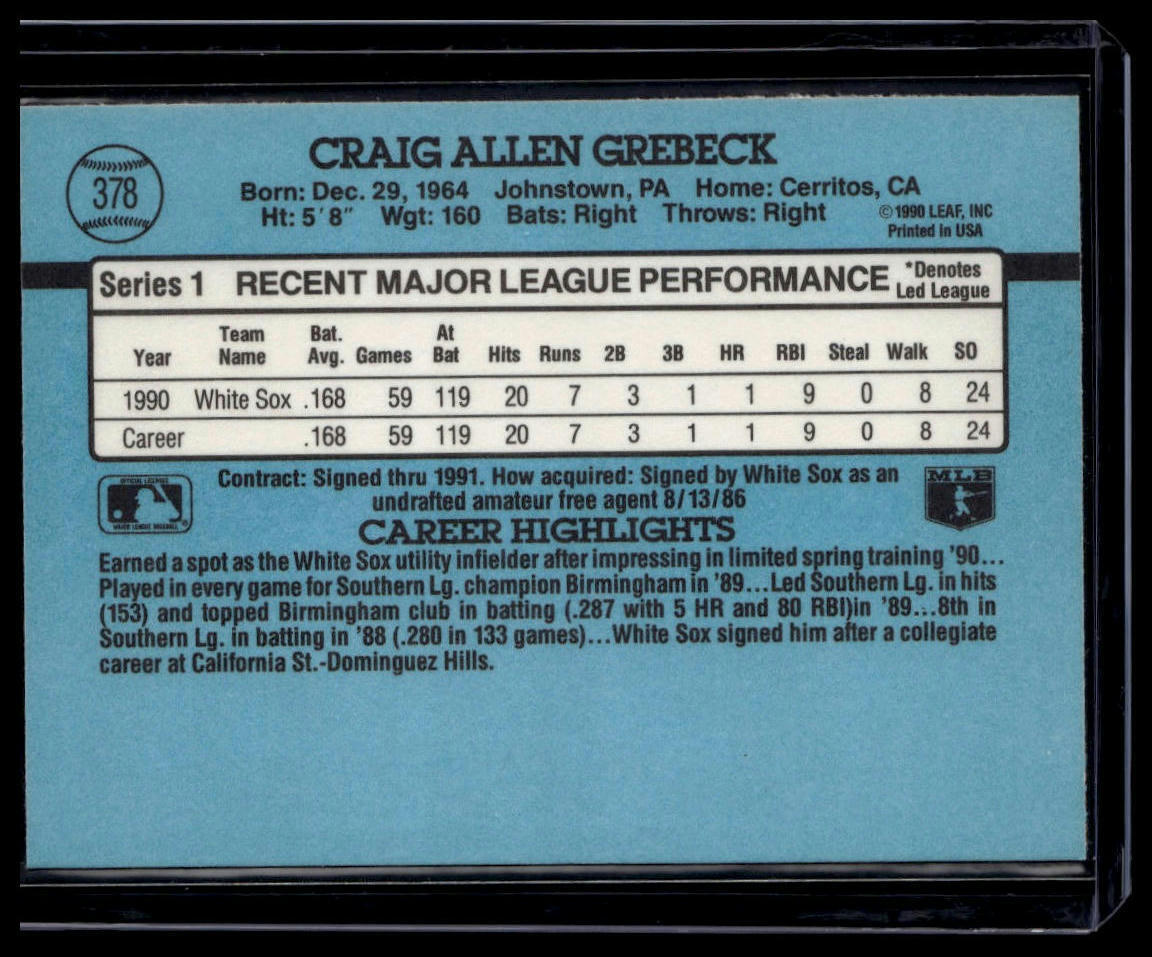 CRAIG ALLEN GREBECK
378
Born: Dec. 29, 1964 Johnstown, PA Home: Cerritos, CA
Ht: 5'8" Wgt: 160 Bats: Right Throws: Right
©1990 LEAF, INC
Printed in USA
Series 1 RECENT MAJOR LEAGUE PERFORMANCE *Denotes
Led League
Year Team Name Bat. Avg. Games At Bat Hits Runs 2B 3B HR RBI Steal Walk SO
1990 White Sox .168 59 119 20 7 3 1 1 9 0 8 24
Career .168 59 119 20 7 3 1 1 9 0 8 24
Contract: Signed thru 1991. How acquired: Signed by White Sox as an
undrafted amateur free agent 8/13/86
OFFICIAL LICENSEE
MAJOR LEAGUE BASEBALL
MLB
CAREER HIGHLIGHTS
Earned a spot as the White Sox utility infielder after impressing in limited spring training '90...
Played in every game for Southern Lg. champion Birmingham in '89...Led Southern Lg. in hits
(153) and topped Birmingham club in batting (.287 with 5 HR and 80 RBI)in '89...8th in
Southern Lg. in batting in '88 (.280 in 133 games)...White Sox signed him after a collegiate
career at California St.-Dominguez Hills.